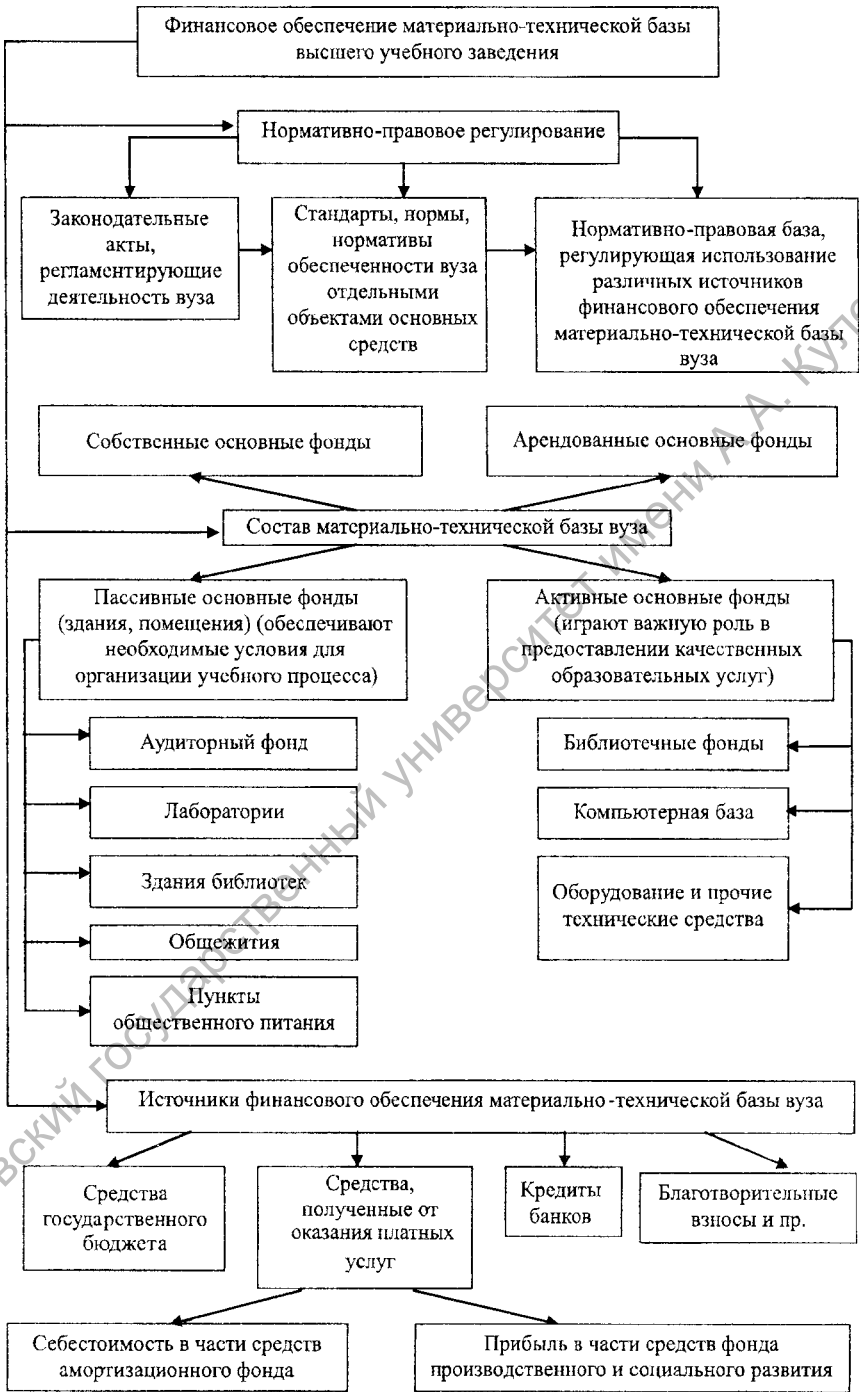 Финансовое обеспечение материально-технической базы
высшего учебного заведения
Нормативно-правовое регулирование
Законодательные
акты,
регламентирующие
деятельность вуза
Стандарты, нормы,
нормативы
обеспеченности вуза
отдельными
объектами основных
средств
Нормативно-правовая база,
регулирующая использование
различных источников
финансового обеспечения
материально-технической базы
вуза
Собственные основные фонды
Арендованные основные фонды
Состав материально-технической базы вуза
Пассивные основные фонды
(здания, помещения) (обеспечивают
необходимые условия для
организации учебного процесса)
Активные основные фонды
(играют важную роль в
предоставлении качественных
образовательных услуг)
Аудиторный фонд
Лаборатории
Здания библиотек
Общежития
Пункты
общественного питания
Библиотечные фонды
Компьютерная база
Оборудование и прочие
технические средства
Источники финансового обеспечения материально-технической базы вуза
Средства
государственного
бюджета
Средства,
полученные от
оказания платных
услуг
Кредиты
банков
Благотворительные
взносы и пр.
Себестоимость в части средств
амортизационного фонда
Прибыль в части средств фонда
производственного и социального развития
государственный университет имени А.А.